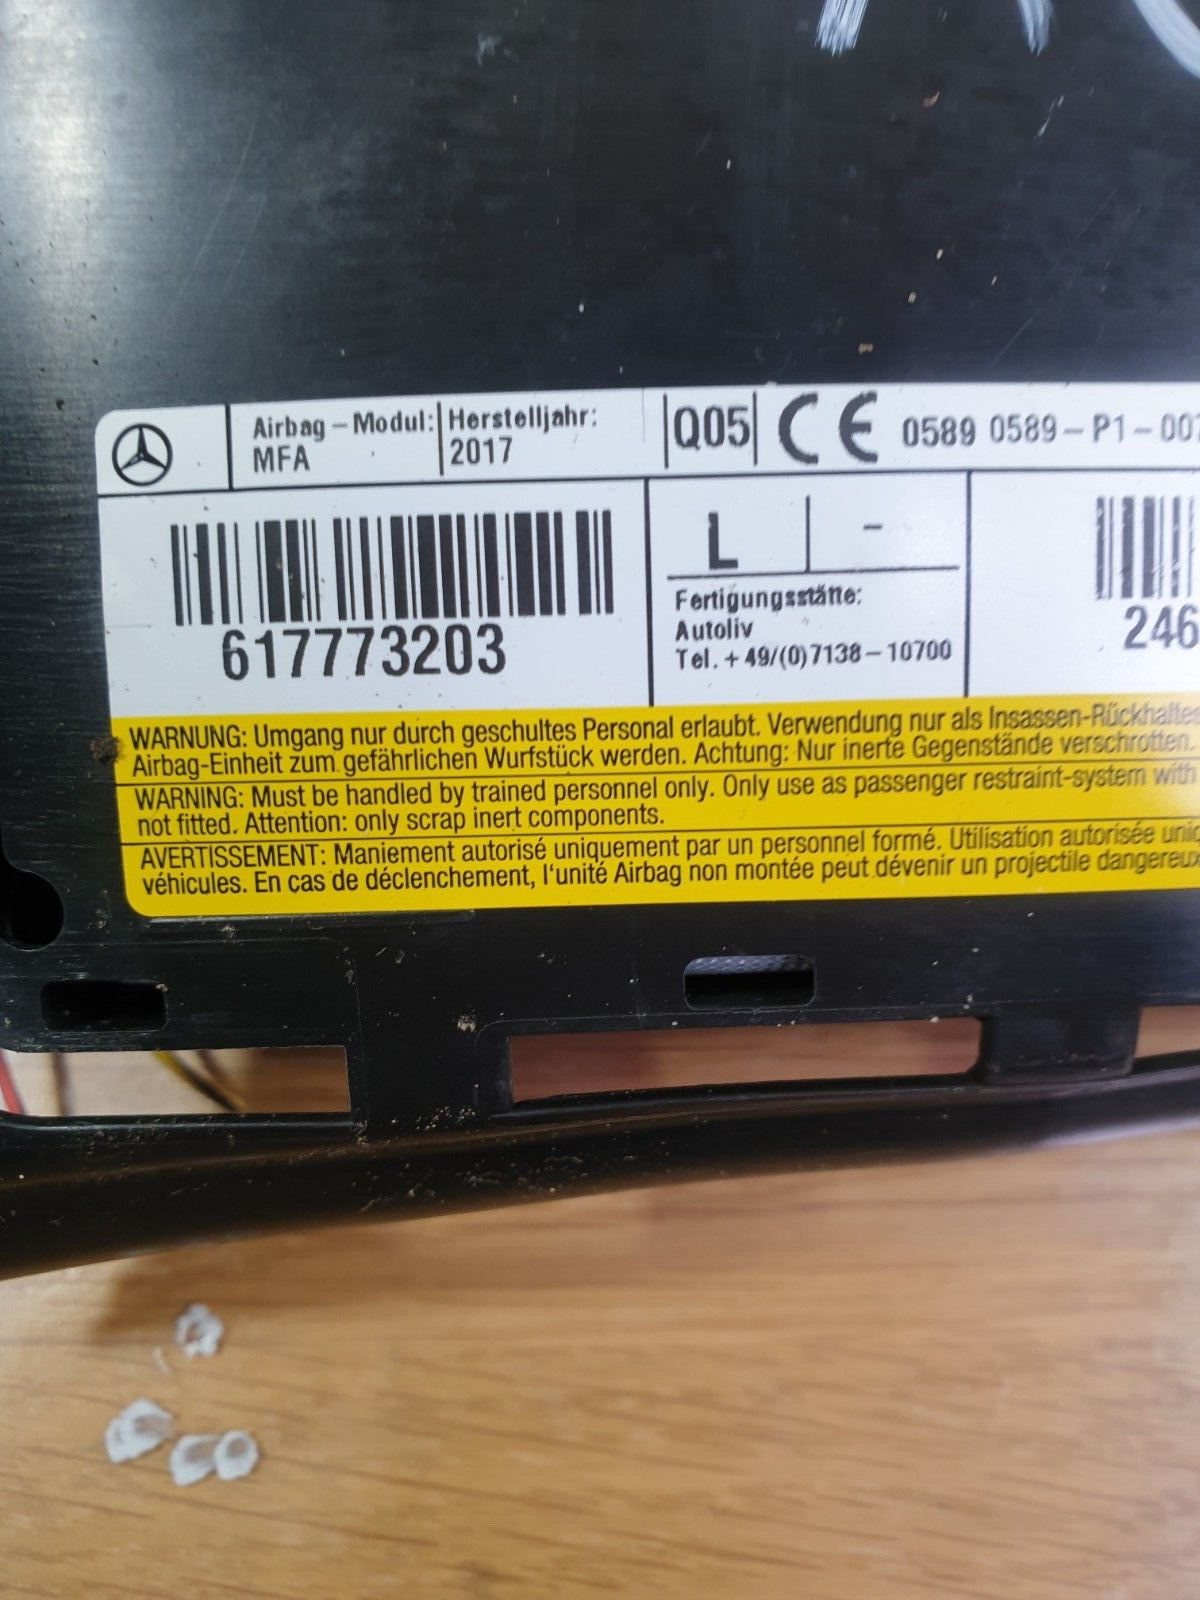 Airbag – Modul:
MFA
Herstelljahr:
2017
Q05
CE 0589 0589 – P1 – 007
617773203
L
-
Fertigungsstätte:
Autoliv
Tel. + 49/(0)7138 – 10700
246
WARNUNG: Umgang nur durch geschultes Personal erlaubt. Verwendung nur als Insassen-Rückhaltes
Airbag-Einheit zum gefährlichen Wurfstück werden. Achtung: Nur inerte Gegenstände verschrotten.
WARNING: Must be handled by trained personnel only. Only use as passenger restraint-system with
not fitted. Attention: only scrap inert components.
AVERTISSEMENT: Maniement autorisé uniquement par un personnel formé. Utilisation autorisée uniq
véhicules. En cas de déclenchement, l'unité Airbag non montée peut dévenir un projectile dangereux